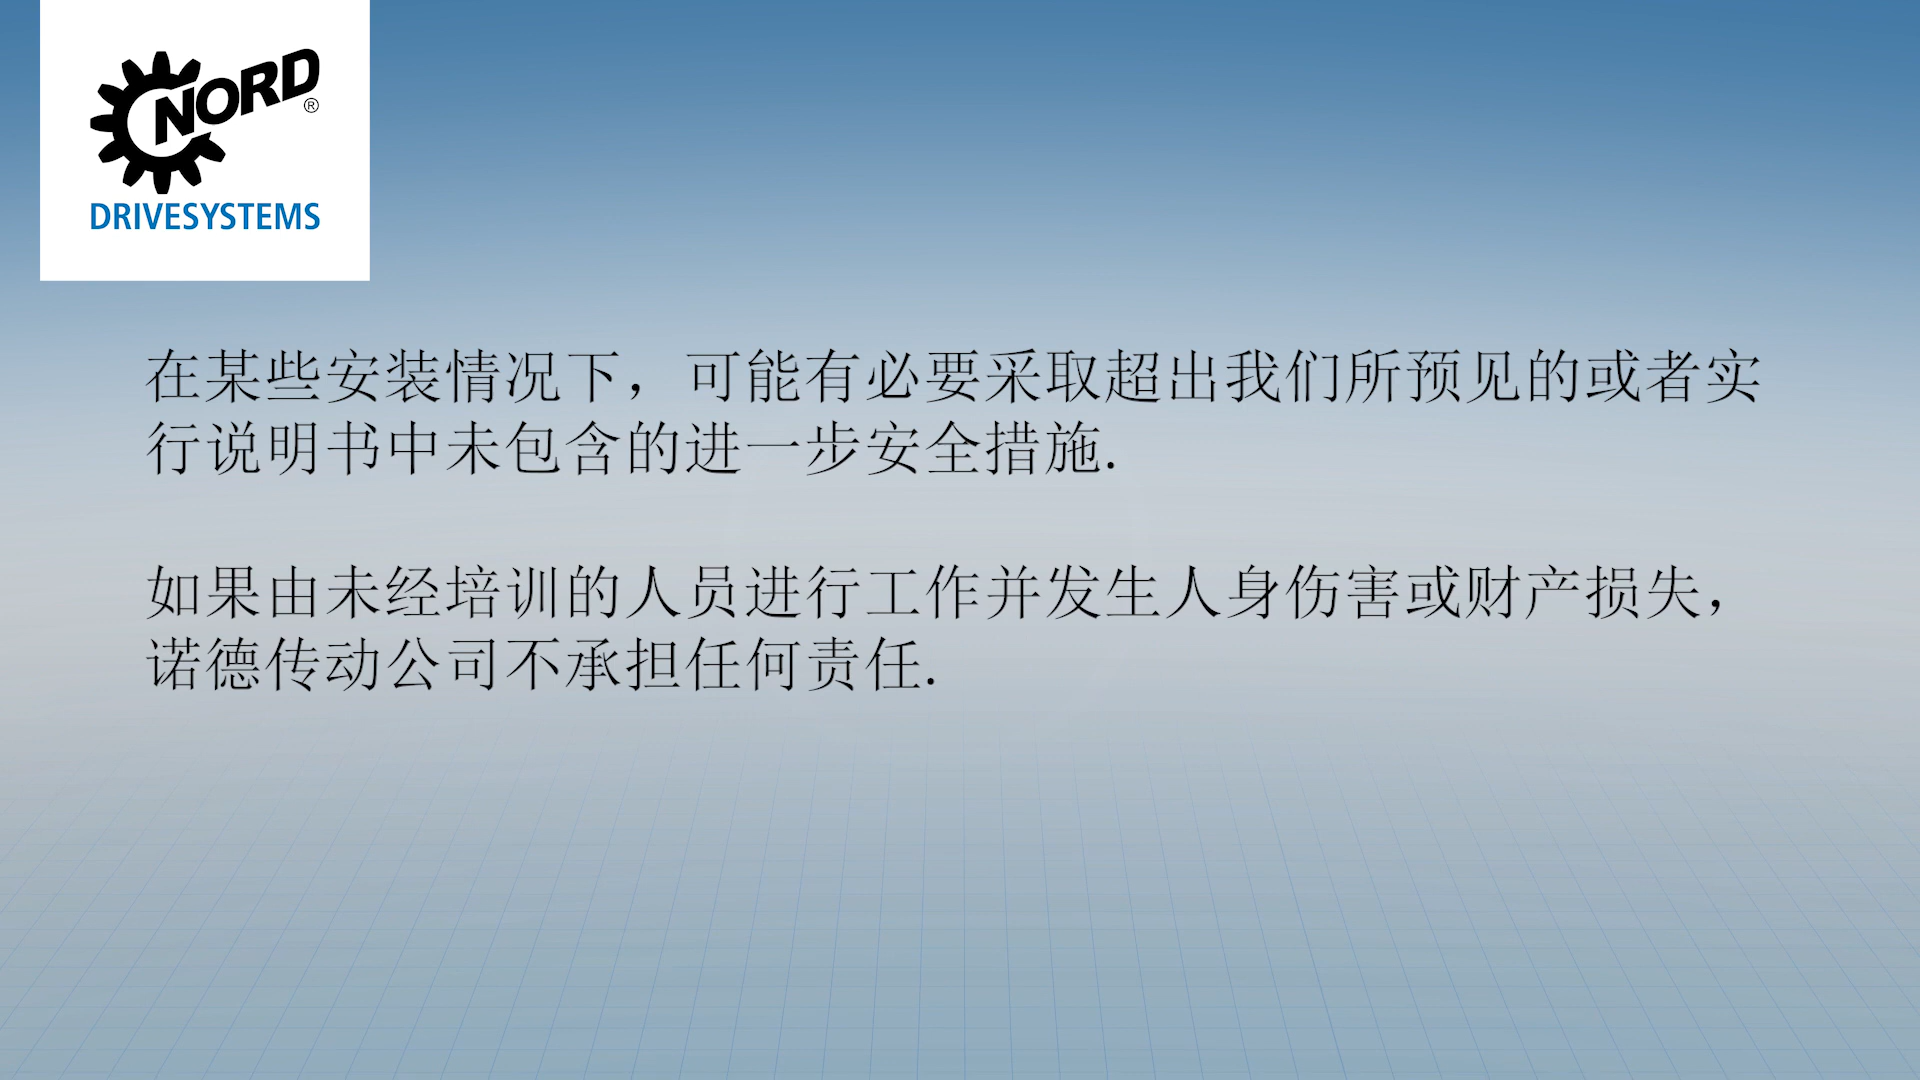 NORD
®
DRIVESYSTEMS
在某些安装情况下，可能有必要采取超出我们所预见的或者实
行说明书中未包含的进一步安全措施.
如果由未经培训的人员进行工作并发生人身伤害或财产损失，
诺德传动公司不承担任何责任.